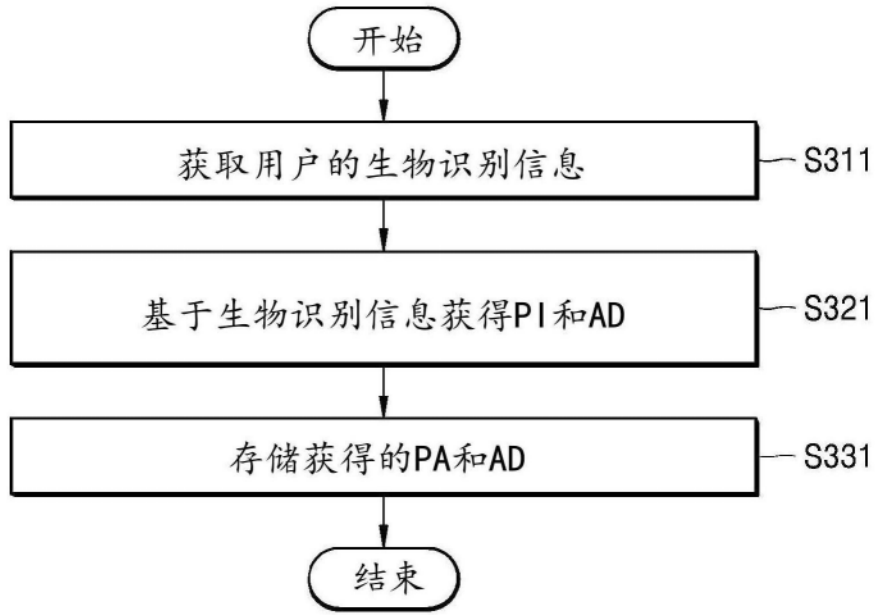 开始
获取用户的生物识别信息
S311
基于生物识别信息获得PI和AD
S321
存储获得的PA和AD
S331
结束